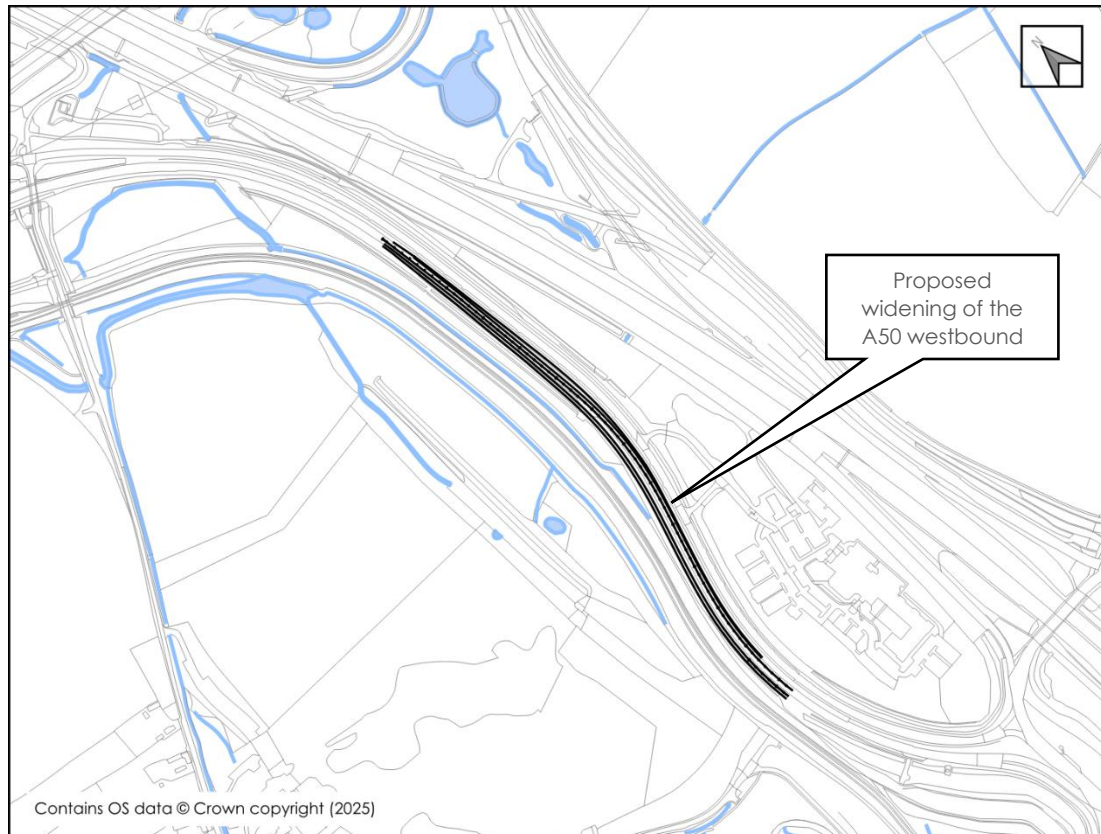 N
Proposed
widening of the
A50 westbound
Contains OS data © Crown copyright (2025)